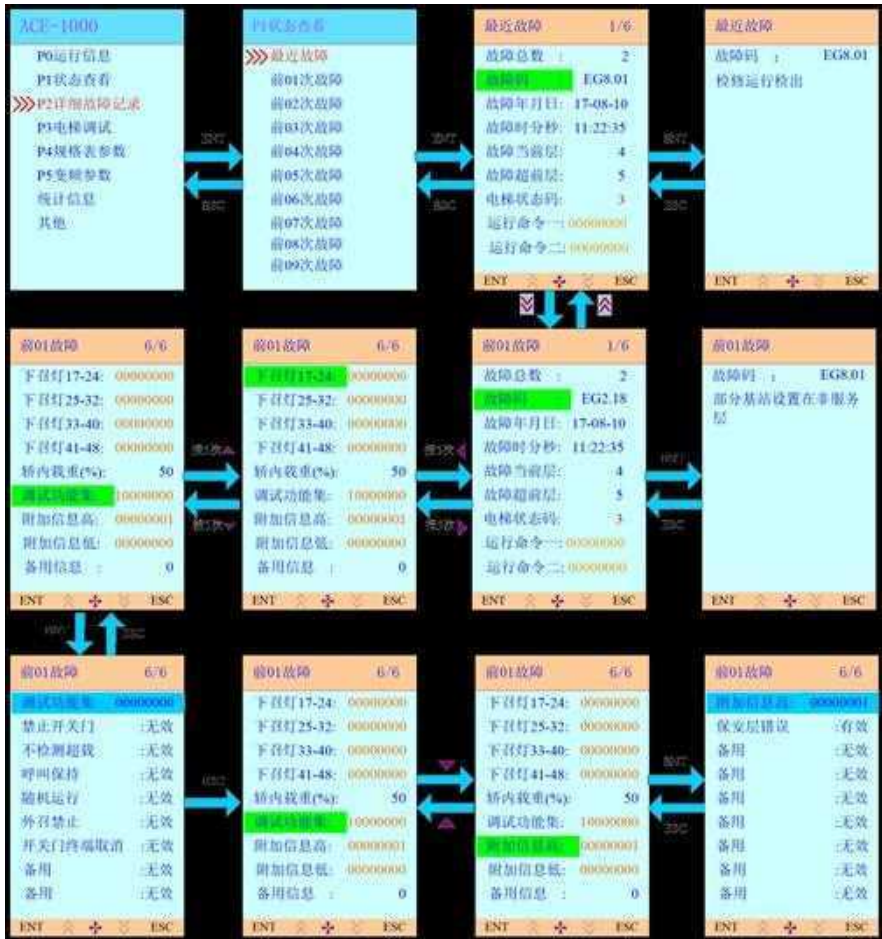 ACE-1000
P0运行信息
P1状态查看
P2详细故障记录
P3电梯调试
P4规格表参数
P5变频参数
统计信息
其他
ENT
ESC
P1状态查看
最近故障
前01次故障
前02次故障
前03次故障
前04次故障
前05次故障
前06次故障
前07次故障
前08次故障
前09次故障
ENT
ESC
最近故障 1/6
故障总数 : 2
故障码 EG8.01
故障年月日: 17-08-10
故障时分秒: 11:22:35
故障当前层: 4
故障超前层: 5
电梯状态码: 3
运行命令一:00000000
运行命令二:00000000
ENT ESC
ENT
ESC
最近故障
故障码 : EG8.01
检修运行检出
ENT ESC
前01故障 6/6
下召灯17-24: 00000000
下召灯25-32: 00000000
下召灯33-40: 00000000
下召灯41-48: 00000000
轿内载重(%): 50
调试功能集: 10000000
附加信息高: 00000001
附加信息低: 00000000
备用信息 : 0
ENT ESC
按5次
按5次
前01故障 6/6
下召灯17-24: 00000000
下召灯25-32: 00000000
下召灯33-40: 00000000
下召灯41-48: 00000000
轿内载重(%): 50
调试功能集: 10000000
附加信息高: 00000001
附加信息低: 00000000
备用信息 : 0
ENT ESC
按5次
按5次
前01故障 1/6
故障总数 : 2
故障码 EG2.18
故障年月日: 17-08-10
故障时分秒: 11:22:35
故障当前层: 4
故障超前层: 5
电梯状态码: 3
运行命令一:00000000
运行命令二:00000000
ENT ESC
ENT
ESC
前01故障
故障码 : EG8.01
部分基站设置在非服务
层
ENT ESC
ENT
ESC
前01故障 6/6
调试功能集 00000000
禁止开关门 :无效
不检测超载 :无效
呼叫保持 :无效
随机运行 :无效
外召禁止 :无效
开关门终端取消 :无效
备用 :无效
备用 :无效
ENT ESC
ESC
前01故障 6/6
下召灯17-24: 00000000
下召灯25-32: 00000000
下召灯33-40: 00000000
下召灯41-48: 00000000
轿内载重(%): 50
调试功能集: 10000000
附加信息高: 00000001
附加信息低: 00000000
备用信息 : 0
ENT ESC
前01故障 6/6
下召灯17-24: 00000000
下召灯25-32: 00000000
下召灯33-40: 00000000
下召灯41-48: 00000000
轿内载重(%): 50
调试功能集: 10000000
附加信息高: 00000001
附加信息低: 00000000
备用信息 : 0
ENT ESC
ENT
ESC
前01故障 6/6
附加信息高: 00000001
保安层错误 :有效
备用 :无效
备用 :无效
备用 :无效
备用 :无效
备用 :无效
备用 :无效
备用 :无效
ENT ESC